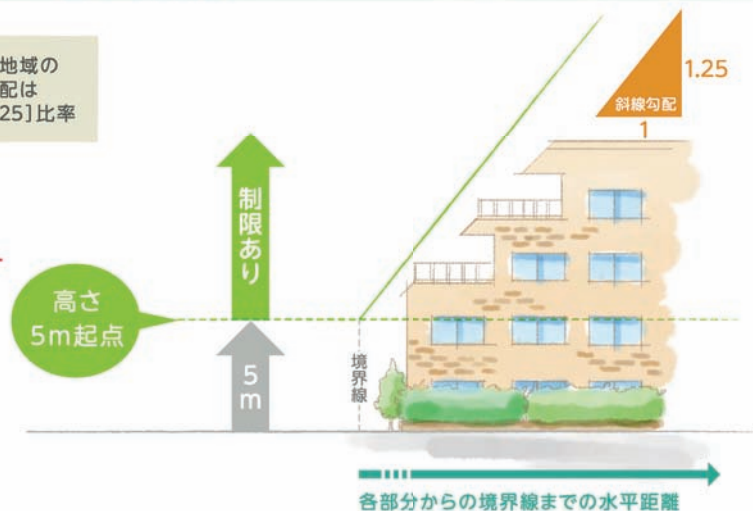 地域の
配は
25]比率
1.25
斜線勾配
1
制限あり
高さ
5m起点
5m
境界線
各部分からの境界線までの水平距離